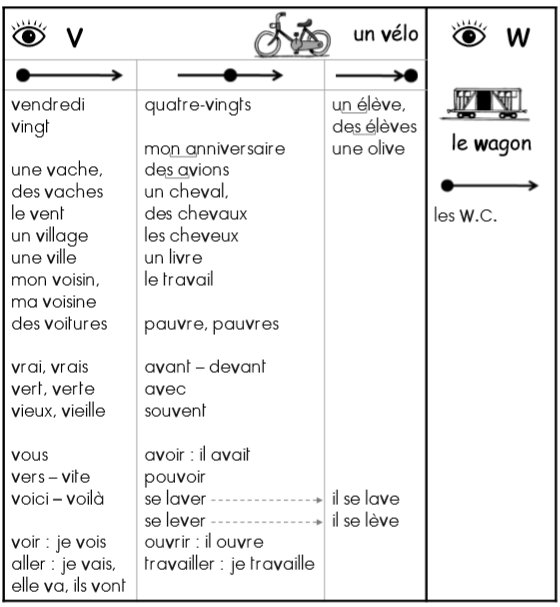 v
un vélo
vendredi
vingt
une vache,
des vaches
le vent
un village
une ville
mon voisin,
ma voisine
des voitures
vrai, vrais
vert, verte
vieux, vieille
vous
vers – vite
voici – voilà
voir : je vois
aller : je vais,
elle va, ils vont
quatre-vingts
mon anniversaire
des avions
un cheval,
des chevaux
les cheveux
un livre
le travail
pauvre, pauvres
avant – devant
avec
souvent
avoir : il avait
pouvoir
se laver
se lever
ouvrir : il ouvre
travailler : je travaille
un élève,
des élèves
une olive
il se lave
il se lève
w
le wagon
les w.c.